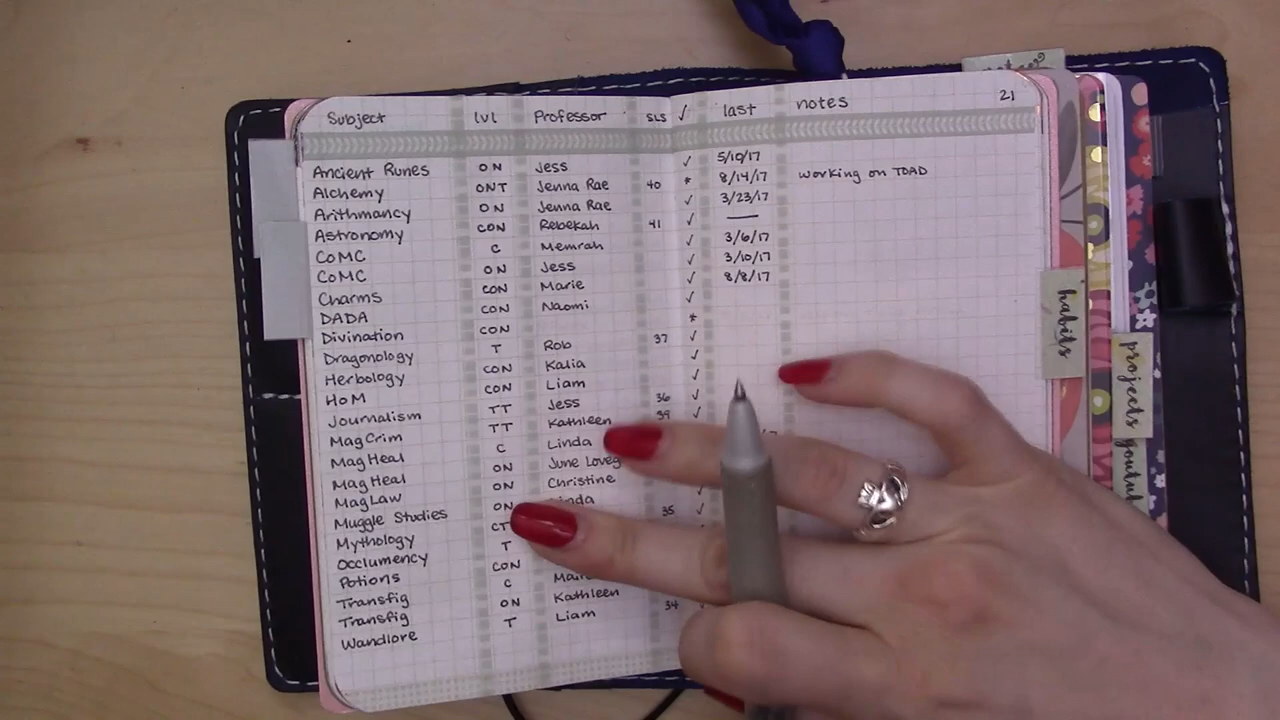 Subject lvl Professor SLS ✓ last notes 21
Ancient Runes ON Jess ✓ 5/10/17
Alchemy ONT Jenna Rae 40 * 8/14/17 working on TOAD
Arithmancy ON Jenna Rae ✓ 3/23/17
Astronomy CON Rebekah 41 ✓ —
CoMC C Memrah ✓ 3/6/17
CoMC ON Jess ✓ 3/10/17
Charms CON Marie ✓ 8/8/17
DADA CON Naomi ✓
Divination CON *
Dragonology T Rob 37 ✓
Herbology CON Kalia ✓
HoM CON Liam ✓
Journalism TT Jess 36 ✓
MagCrim TT Kathleen 39 ✓
MagHeal C Linda
MagHeal ON June
MagLaw ON Christine
Muggle Studies ON ✓
Mythology CT 35 ✓
Occlumency T
Potions CON
Transfig C
Transfig ON Kathleen
Wandlore T Liam 34
habits
projects